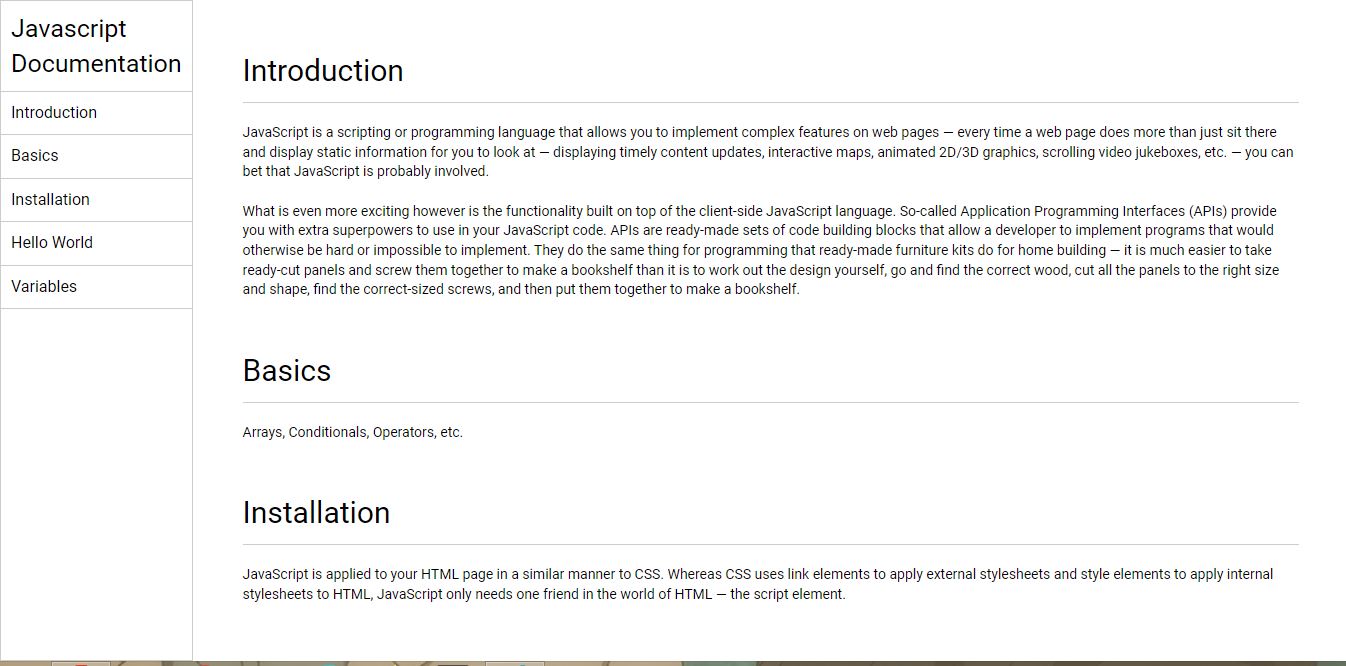 Javascript
Documentation
Introduction
Basics
Installation
Hello World
Variables
Introduction
JavaScript is a scripting or programming language that allows you to implement complex features on web pages — every time a web page does more than just sit there
and display static information for you to look at — displaying timely content updates, interactive maps, animated 2D/3D graphics, scrolling video jukeboxes, etc. — you can
bet that JavaScript is probably involved.
What is even more exciting however is the functionality built on top of the client-side JavaScript language. So-called Application Programming Interfaces (APIs) provide
you with extra superpowers to use in your JavaScript code. APIs are ready-made sets of code building blocks that allow a developer to implement programs that would
otherwise be hard or impossible to implement. They do the same thing for programming that ready-made furniture kits do for home building — it is much easier to take
ready-cut panels and screw them together to make a bookshelf than it is to work out the design yourself, go and find the correct wood, cut all the panels to the right size
and shape, find the correct-sized screws, and then put them together to make a bookshelf.
Basics
Arrays, Conditionals, Operators, etc.
Installation
JavaScript is applied to your HTML page in a similar manner to CSS. Whereas CSS uses link elements to apply external stylesheets and style elements to apply internal
stylesheets to HTML, JavaScript only needs one friend in the world of HTML — the script element.